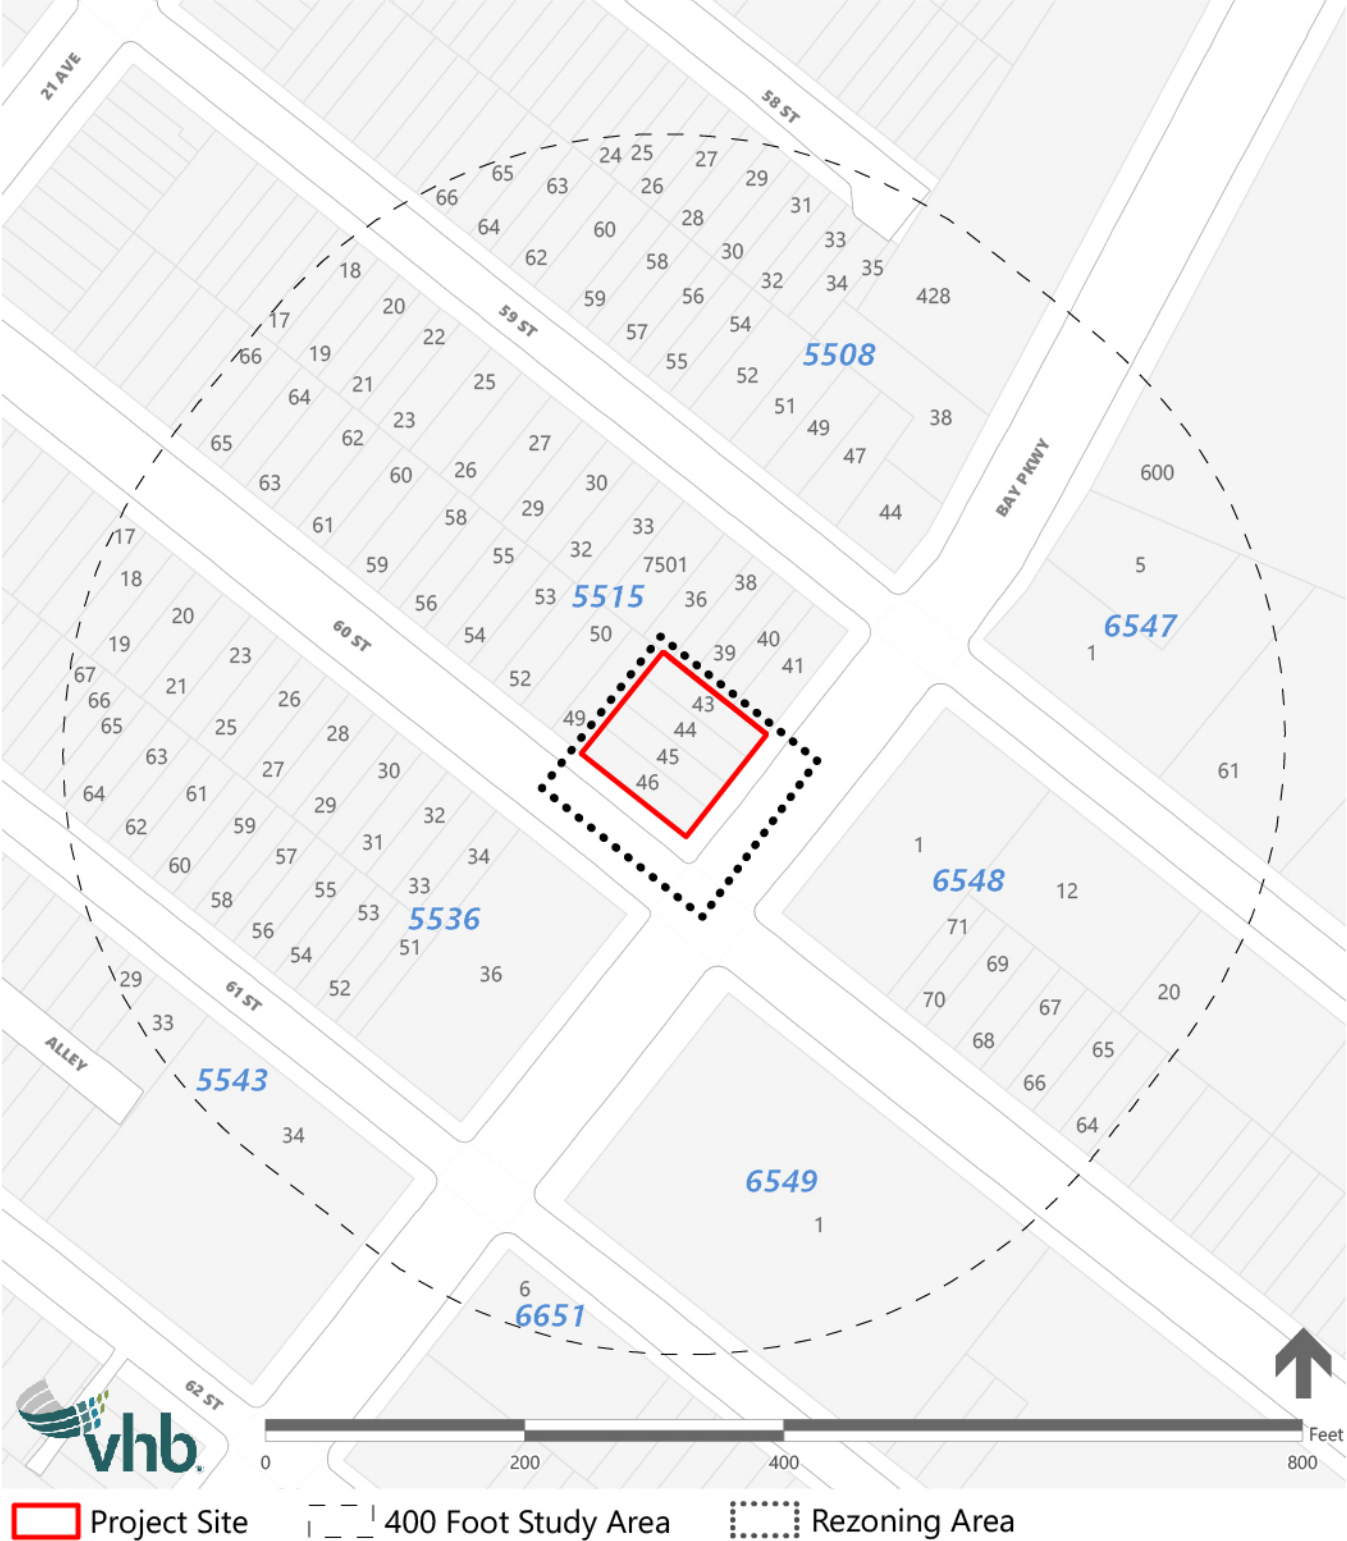 21 AVE
58 ST
24 25 27
65 63 26 29
66 31
64 60 28 33
62 58 30 35
18 32 34 428
59 56
17 20 59 ST 54
57
22
66 19 55 5508
21 25 52
64 51 38
23 49
65 62 27 47
26 600
60 BAY PKWY
63 30
29 44
58
61 33
17 32
55 7501 5
59
18 38
53 5515 36
56
20 6547
60 ST 54 50 40
19 39 1
23 41
67 21 52
66 26 43
65 25 49 44
28
63 45
27 30 61
46
64 61
29
62 59 32
31 1
57 34
60 6548
55 33 12
58 53 5536
71
56 51
54 69
29 36
52 20
61 ST 70 67
33
68 65
ALLEY
5543 66
34 64
6549
1
6
6651
62 ST
vhb.
Feet
0 200 400 800
Project Site 400 Foot Study Area Rezoning Area